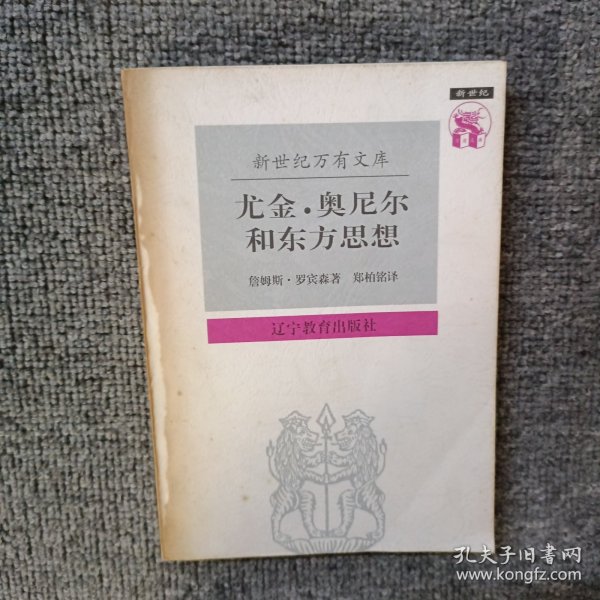 新世纪
新世纪万有文库
尤金·奥尼尔
和东方思想
詹姆斯·罗宾森著 郑柏铭译
辽宁教育出版社
孔夫子旧書网
www.kongfz.com